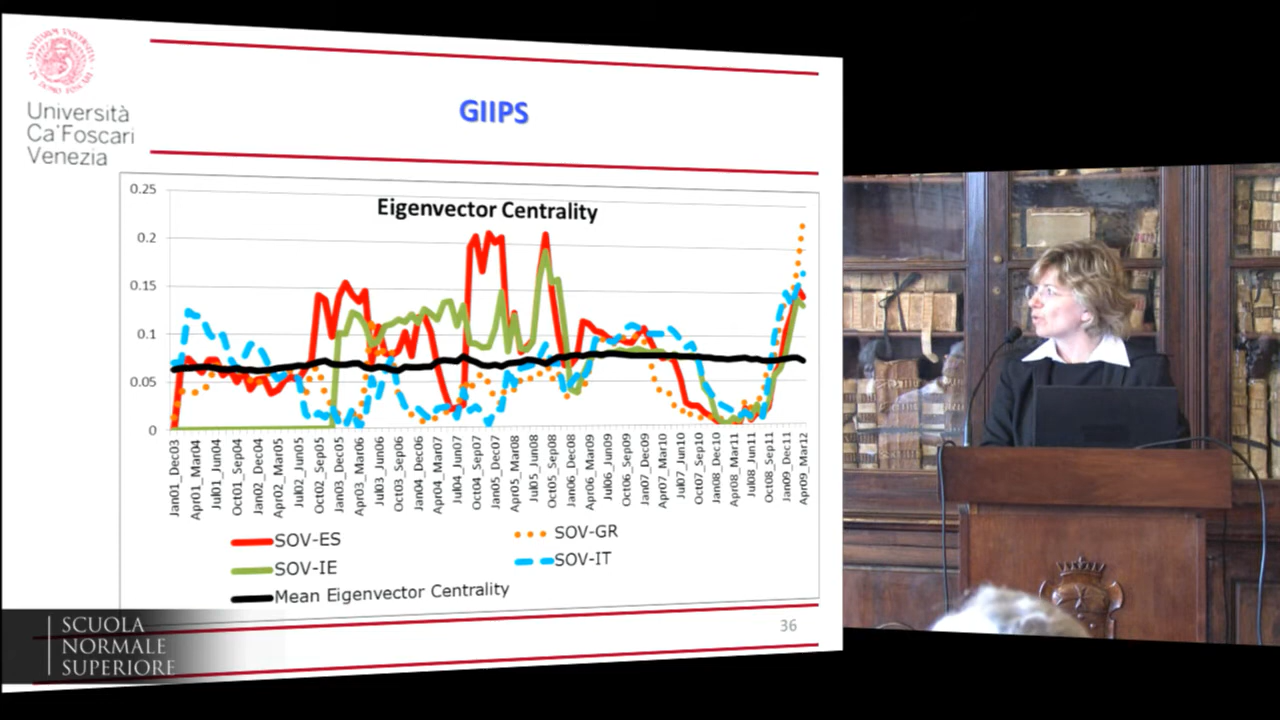 Università
Ca'Foscari
Venezia
GIIPS
Eigenvector Centrality
0.25
0.2
0.15
0.1
0.05
0
Jan01_Dec03
Apr01_Mar04
Jul01_Jun04
Oct01_Sep04
Jan02_Dec04
Apr02_Mar05
Jul02_Jun05
Oct02_Sep05
Jan03_Dec05
Apr03_Mar06
Jul03_Jun06
Oct03_Sep06
Jan04_Dec06
Apr04_Mar07
Jul04_Jun07
Oct04_Sep07
Jan05_Dec07
Apr05_Mar08
Jul05_Jun08
Oct05_Sep08
Jan06_Dec08
Apr06_Mar09
Jul06_Jun09
Oct06_Sep09
Jan07_Dec09
Apr07_Mar10
Jul07_Jun10
Oct07_Sep10
Jan08_Dec10
Apr08_Mar11
Jul08_Jun11
Oct08_Sep11
Jan09_Dec11
Apr09_Mar12
SOV-ES
SOV-GR
SOV-IE
SOV-IT
Mean Eigenvector Centrality
36
SCUOLA
NORMALE
SUPERIORE